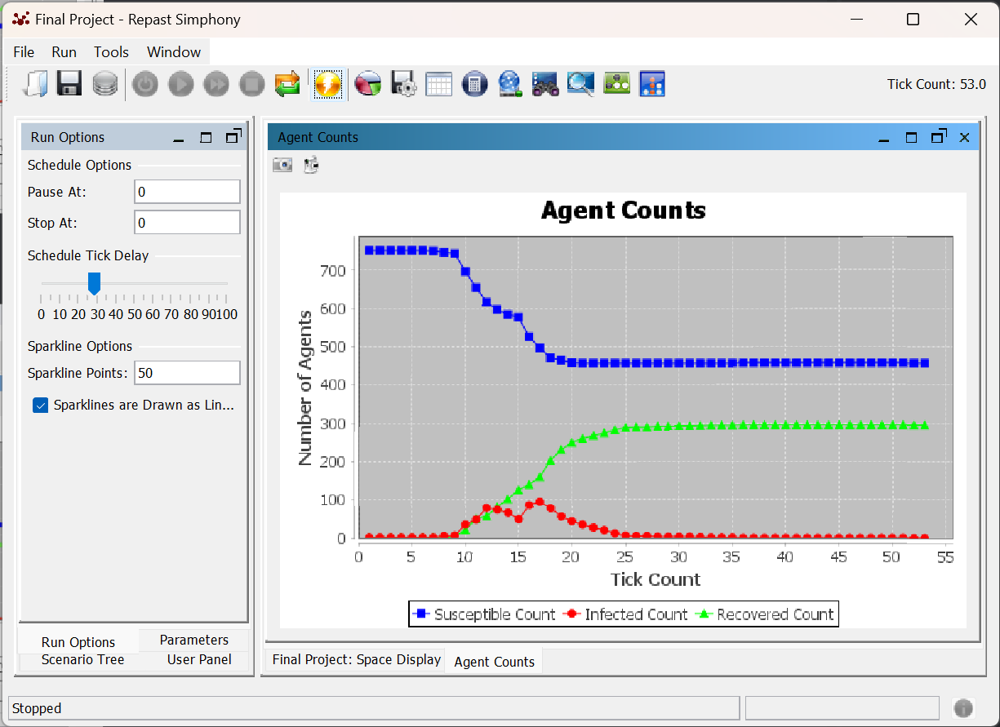 Final Project - Repast Simphony
File Run Tools Window
Tick Count: 53.0
Run Options
Schedule Options
Pause At: 0
Stop At: 0
Schedule Tick Delay
0 10 20 30 40 50 60 70 80 90100
Sparkline Options
Sparkline Points: 50
Sparklines are Drawn as Lin...
Run Options Parameters
Scenario Tree User Panel
Agent Counts
Agent Counts
Number of Agents
700
600
500
400
300
200
100
0
0 5 10 15 20 25 30 35 40 45 50 55
Tick Count
Susceptible Count Infected Count Recovered Count
Final Project: Space Display Agent Counts
Stopped